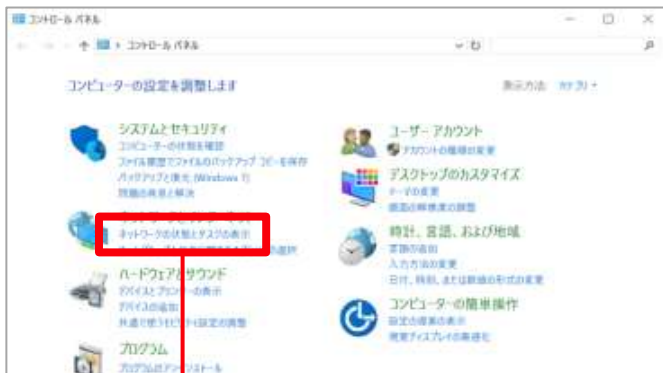 コントロール パネル
コントロール パネル
コンピューターの設定を調整します
表示方法: カテゴリ
システムとセキュリティ
コンピューターの状態を確認
ファイル履歴でファイルのバックアップ コピーを保存
バックアップと復元 (Windows 7)
問題の発見と解決
ネットワークの状態とタスクの表示
の選択
ハードウェアとサウンド
デバイスとプリンターの表示
デバイスの追加
共通で使うモビリティ設定の調整
プログラム
プログラムのアンインストール
ユーザー アカウント
アカウントの種類の変更
デスクトップのカスタマイズ
テーマの変更
画面の解像度の調整
時計、言語、および地域
言語の追加
入力方法の変更
日付、時刻、または数値の形式の変更
コンピューターの簡単操作
設定の提案の表示
視覚ディスプレイの最適化